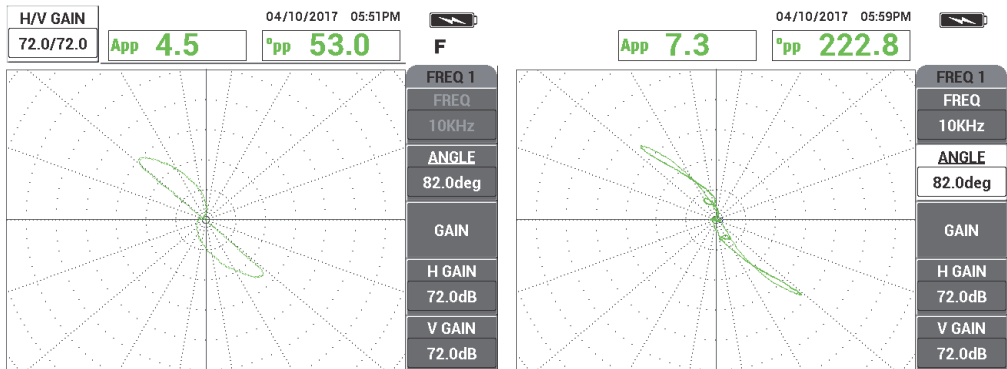 H/V GAIN
72.0/72.0
04/10/2017 05:51PM
App 4.5
°pp 53.0
F
FREQ 1
FREQ
10KHz
ANGLE
82.0deg
GAIN
H GAIN
72.0dB
V GAIN
72.0dB
04/10/2017 05:59PM
App 7.3
°pp 222.8
FREQ 1
FREQ
10KHz
ANGLE
82.0deg
GAIN
H GAIN
72.0dB
V GAIN
72.0dB